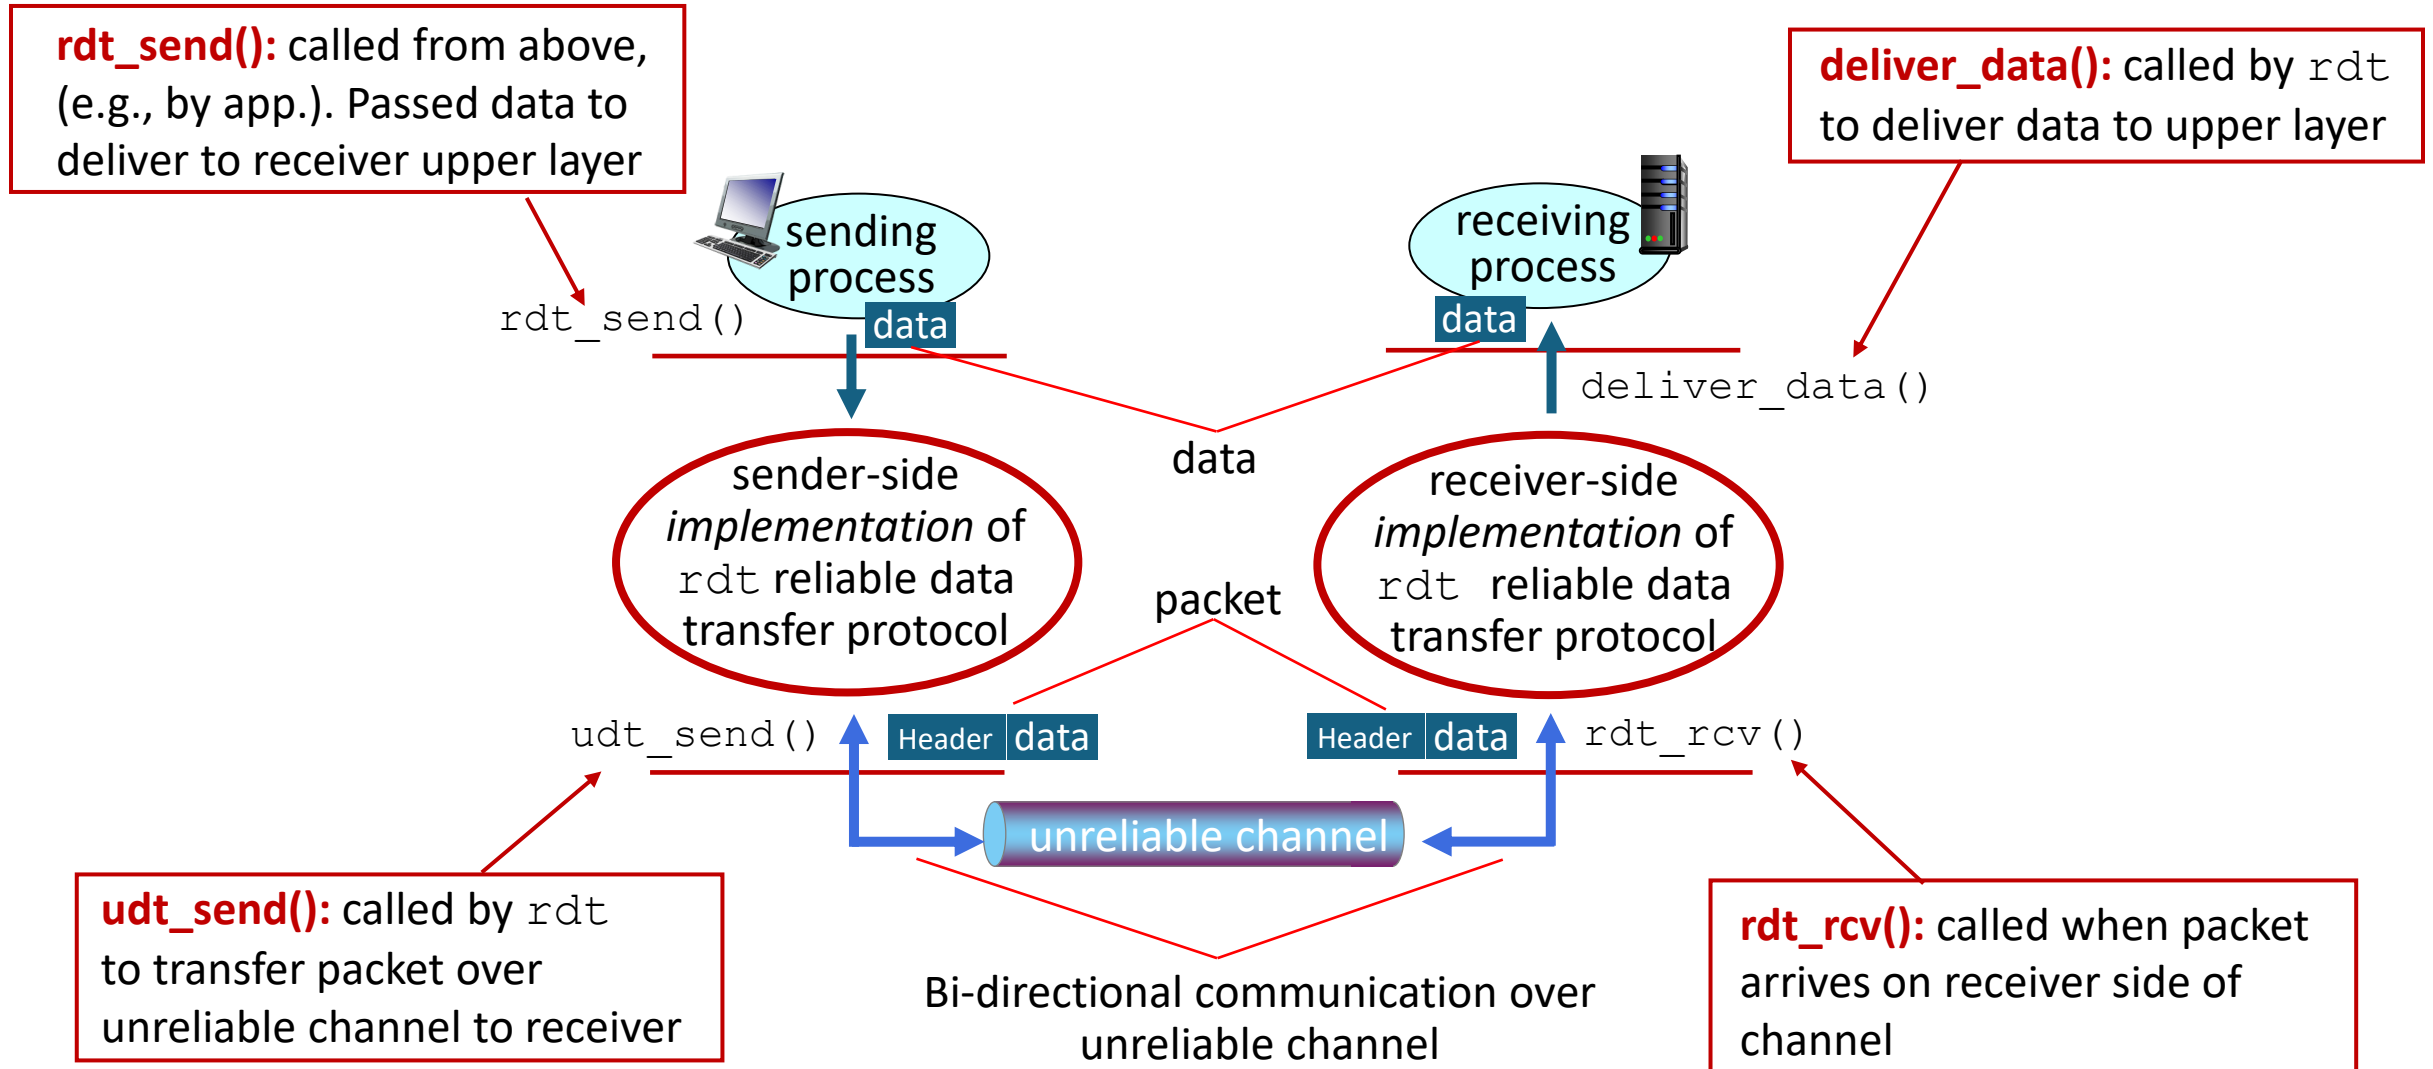 rdt_send(): called from above,
(e.g., by app.). Passed data to
deliver to receiver upper layer
deliver_data(): called by rdt
to deliver data to upper layer
sending
process
receiving
process
rdt_send()
data
data
deliver_data()
data
sender-side
implementation of
rdt reliable data
transfer protocol
receiver-side
implementation of
rdt reliable data
transfer protocol
packet
udt_send()
Header data
Header data
rdt_rcv()
unreliable channel
udt_send(): called by rdt
to transfer packet over
unreliable channel to receiver
Bi-directional communication over
unreliable channel
rdt_rcv(): called when packet
arrives on receiver side of
channel